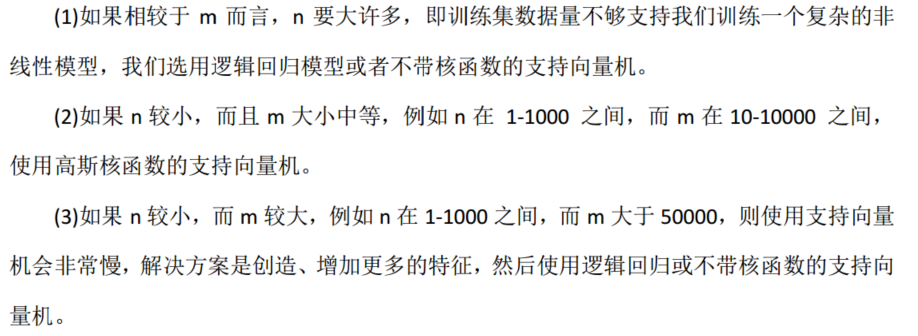 (1)如果相较于 m 而言，n 要大许多，即训练集数据量不够支持我们训练一个复杂的非
线性模型，我们选用逻辑回归模型或者不带核函数的支持向量机。
(2)如果 n 较小，而且 m 大小中等，例如 n 在 1-1000 之间，而 m 在 10-10000 之间，
使用高斯核函数的支持向量机。
(3)如果 n 较小，而 m 较大，例如 n 在 1-1000 之间，而 m 大于 50000，则使用支持向量
机会非常慢，解决方案是创造、增加更多的特征，然后使用逻辑回归或不带核函数的支持向
量机。